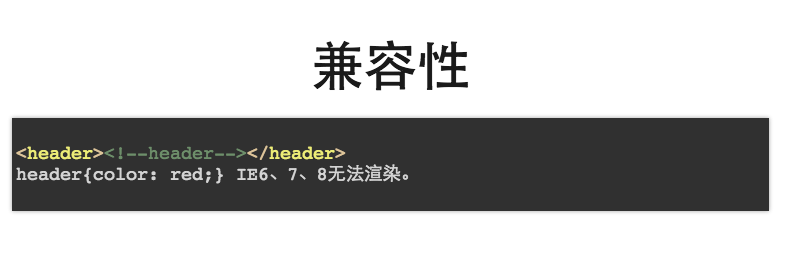 兼容性
<header><!--header--></header>
header{color: red;} IE6、7、8无法渲染。